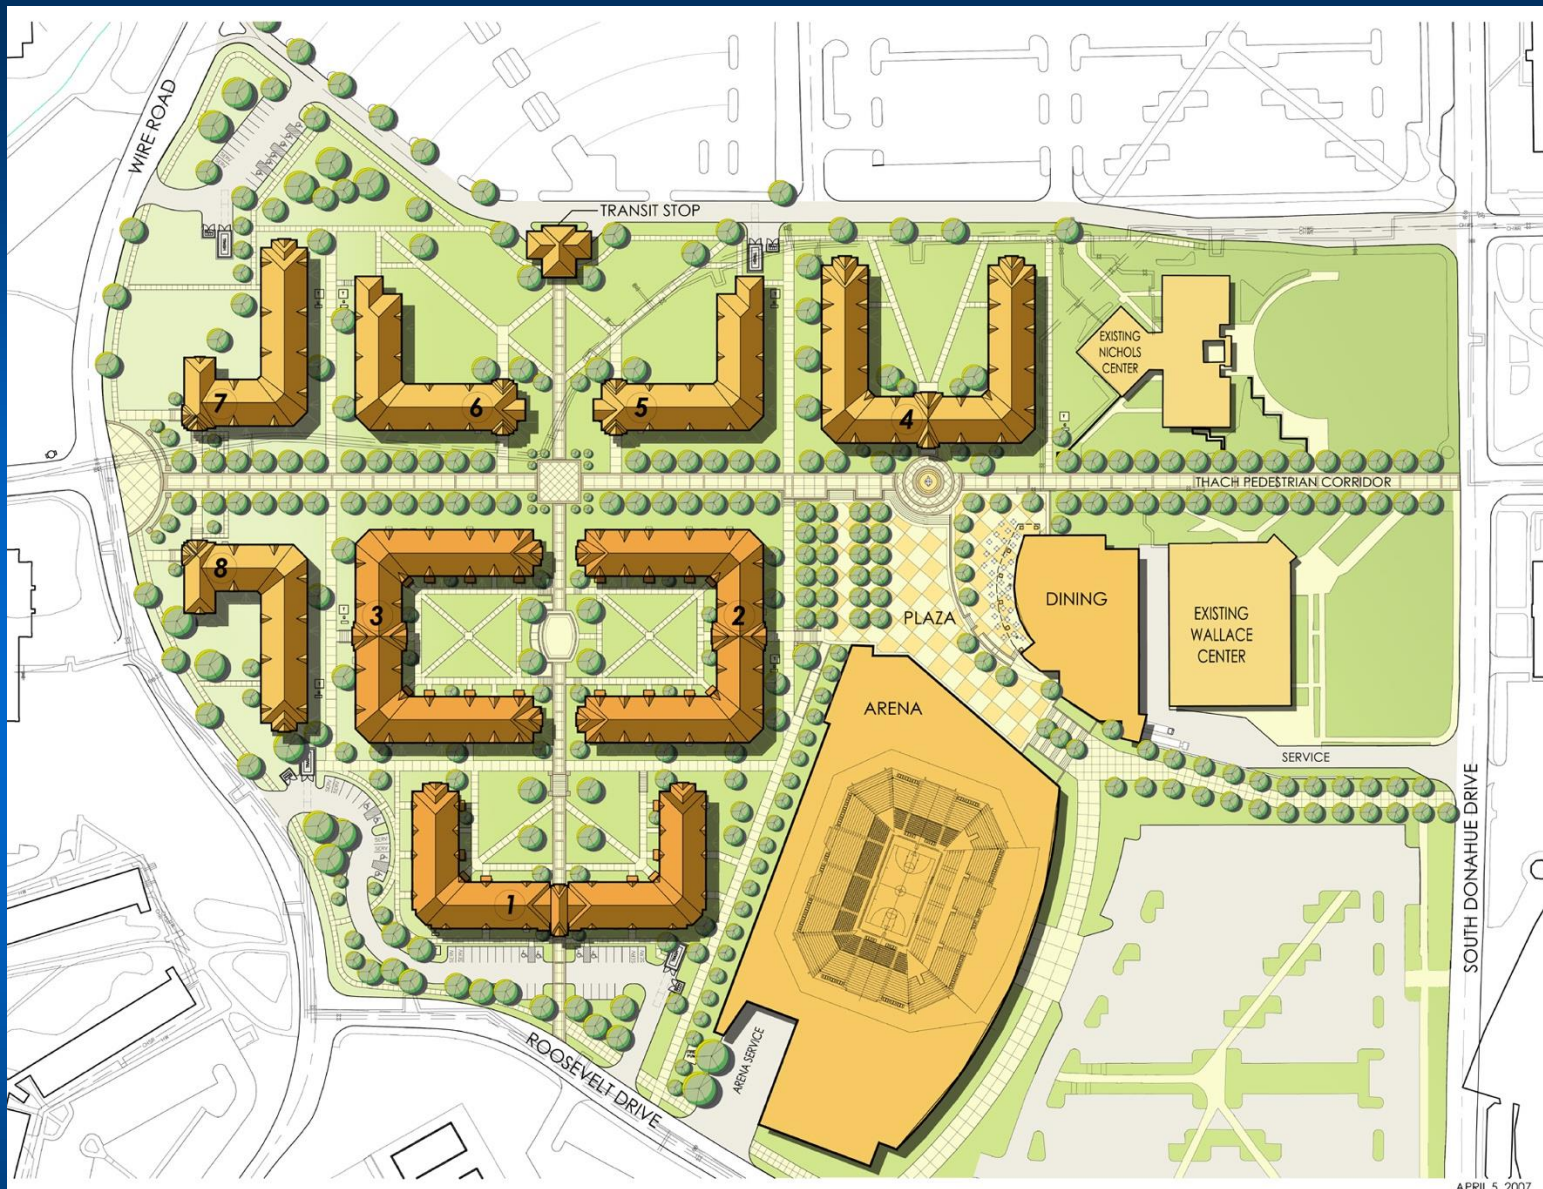 WIRE ROAD
TRANSIT STOP
EXISTING
NICHOLS
CENTER
7
6
5
4
THACH PEDESTRIAN CORRIDOR
8
3
2
PLAZA
DINING
EXISTING
WALLACE
CENTER
ARENA
SERVICE
1
SOUTH DONAHUE DRIVE
ROOSEVELT DRIVE
ARENA SERVICE
APRIL 5, 2007